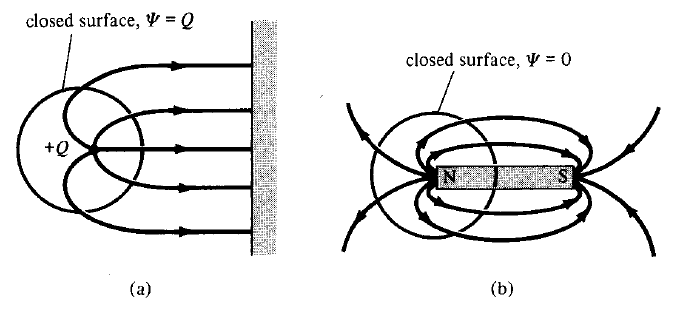 closed surface, Ψ = Q
closed surface, Ψ = 0
+Q
N
S
(a)
(b)